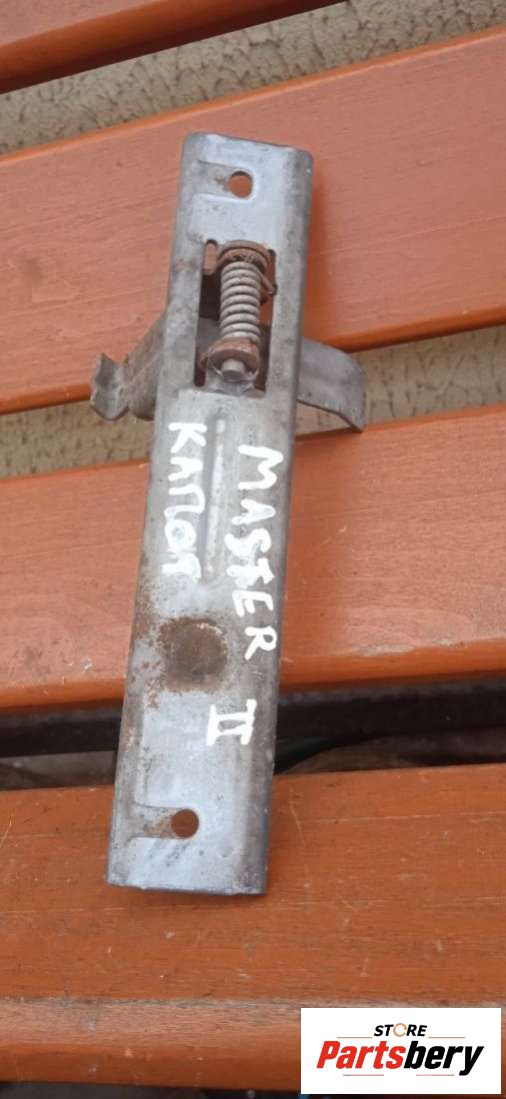 MASTER II
КАПОТ
STORE
Partsbery